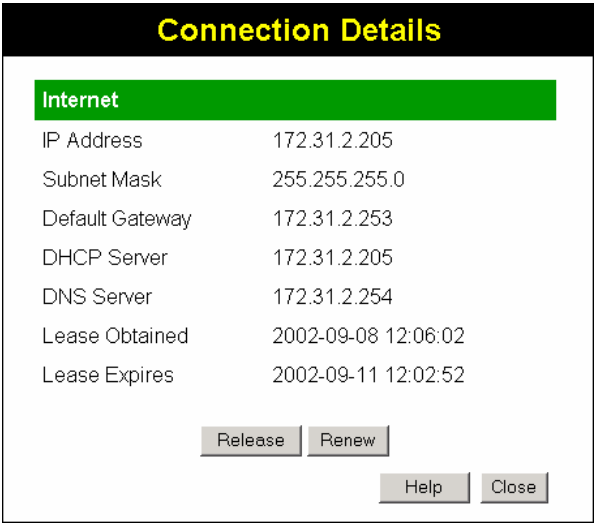 Connection Details
Internet
IP Address 172.31.2.205
Subnet Mask 255.255.255.0
Default Gateway 172.31.2.253
DHCP Server 172.31.2.205
DNS Server 172.31.2.254
Lease Obtained 2002-09-08 12:06:02
Lease Expires 2002-09-11 12:02:52
Release Renew
Help Close